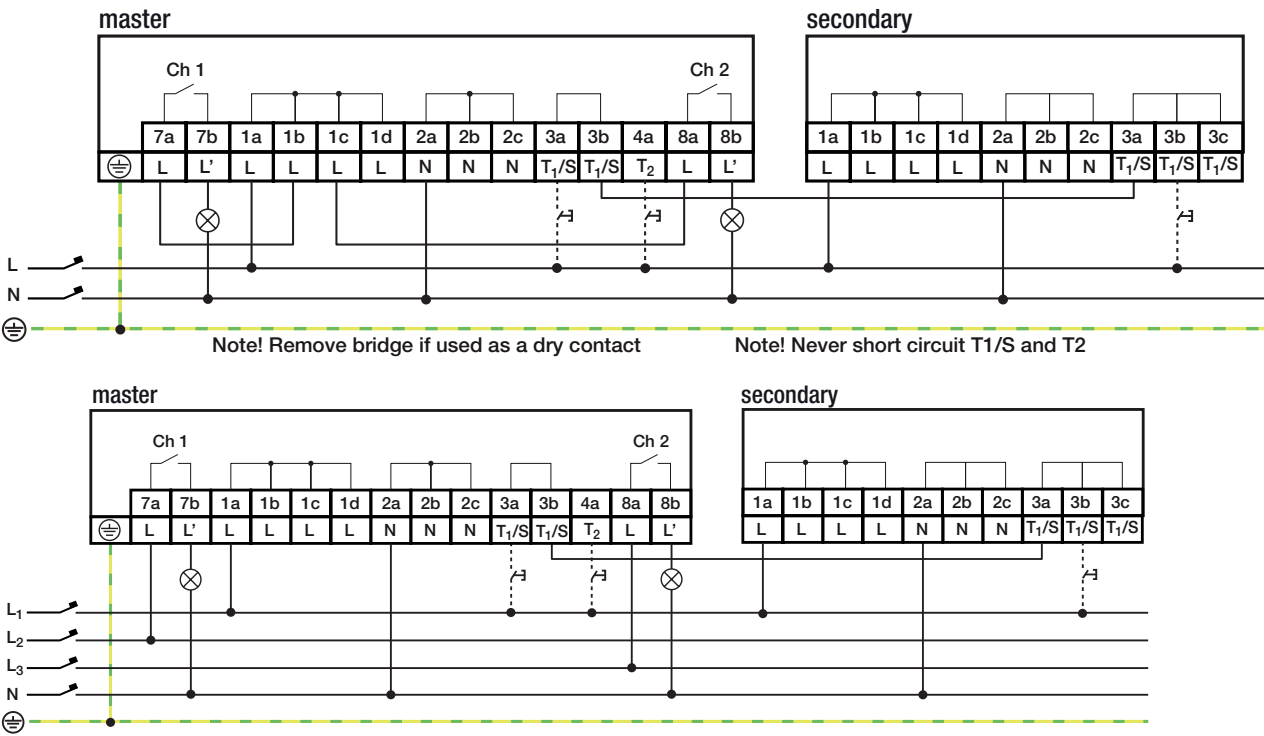 master secondary
Ch 1 Ch 2
7a 7b 1a 1b 1c 1d 2a 2b 2c 3a 3b 4a 8a 8b 1a 1b 1c 1d 2a 2b 2c 3a 3b 3c
L L’ L L L L N N N T1/S T1/S T2 L L’ L L L L N N N T1/S T1/S T1/S
L
N
Note! Remove bridge if used as a dry contact Note! Never short circuit T1/S and T2
master secondary
Ch 1 Ch 2
7a 7b 1a 1b 1c 1d 2a 2b 2c 3a 3b 4a 8a 8b 1a 1b 1c 1d 2a 2b 2c 3a 3b 3c
L L’ L L L L N N N T1/S T1/S T2 L L’ L L L L N N N T1/S T1/S T1/S
L1
L2
L3
N